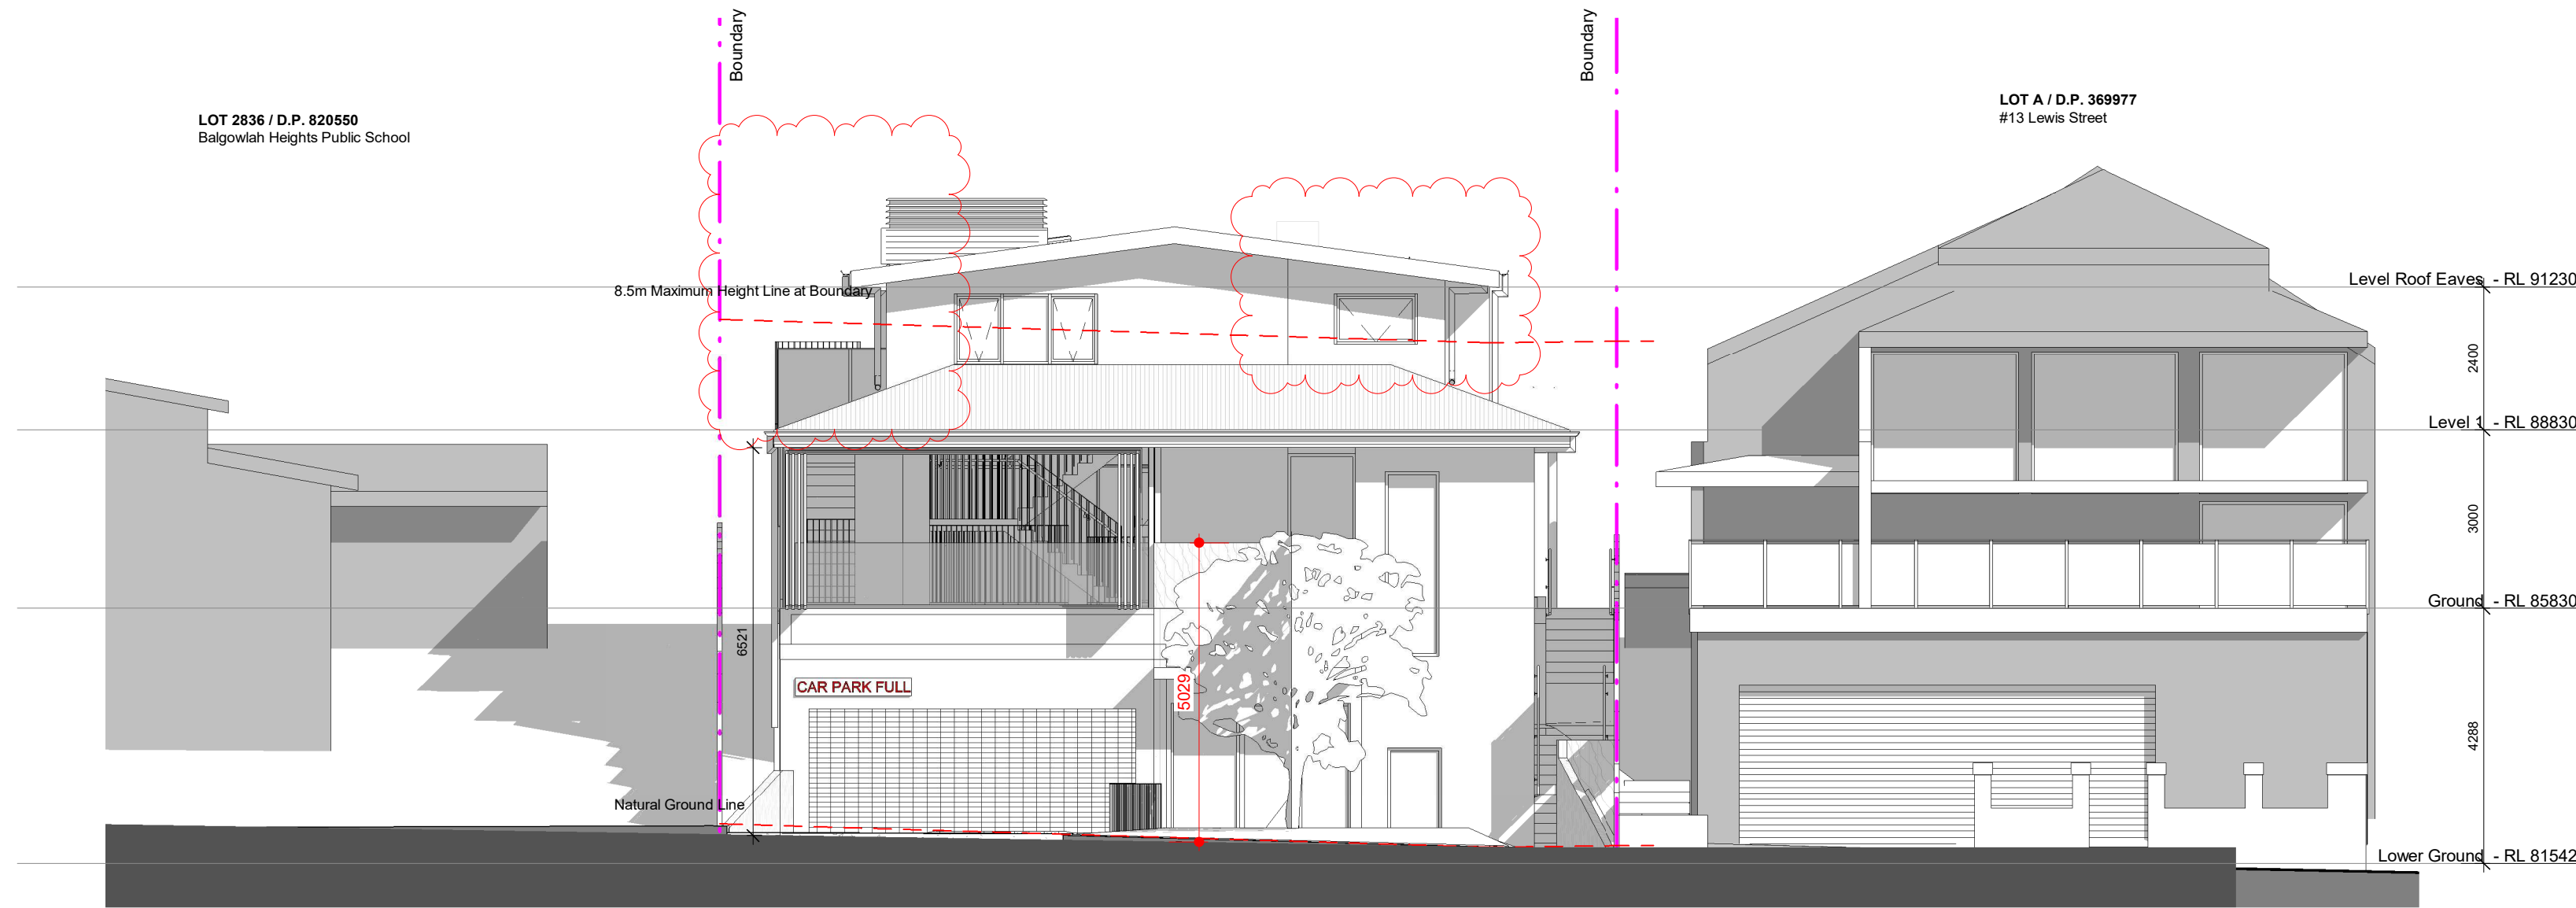 Boundary
Boundary
LOT 2836 / D.P. 820550
Balgowlah Heights Public School
LOT A / D.P. 369977
#13 Lewis Street
8.5m Maximum Height Line at Boundary
Level Roof Eaves - RL 91230
2400
Level 1 - RL 88830
3000
Ground - RL 85830
6521
CAR PARK FULL
5029
4288
Natural Ground Line
Lower Ground - RL 81542